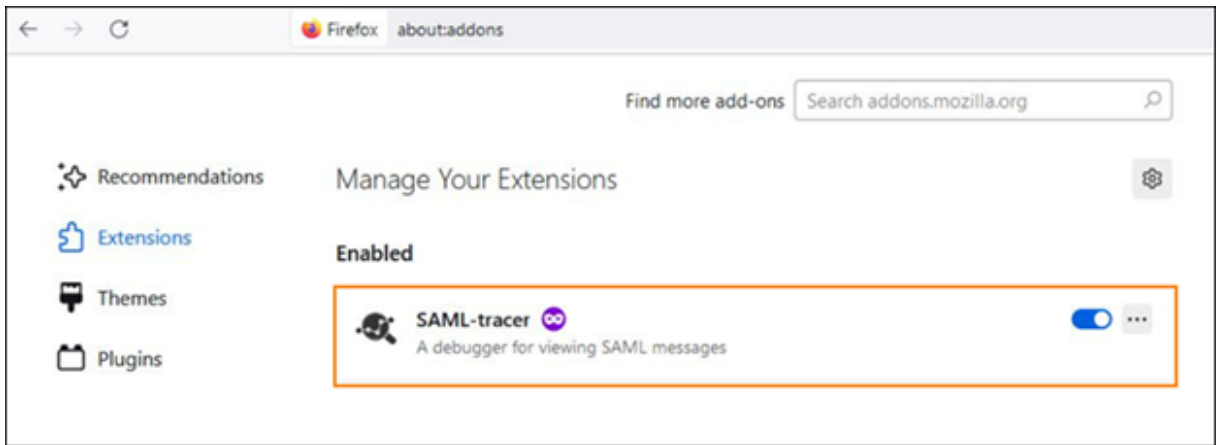 Firefox about:addons
Find more add-ons Search addons.mozilla.org
Recommendations
Manage Your Extensions
Extensions
Enabled
Themes
SAML-tracer
A debugger for viewing SAML messages
Plugins